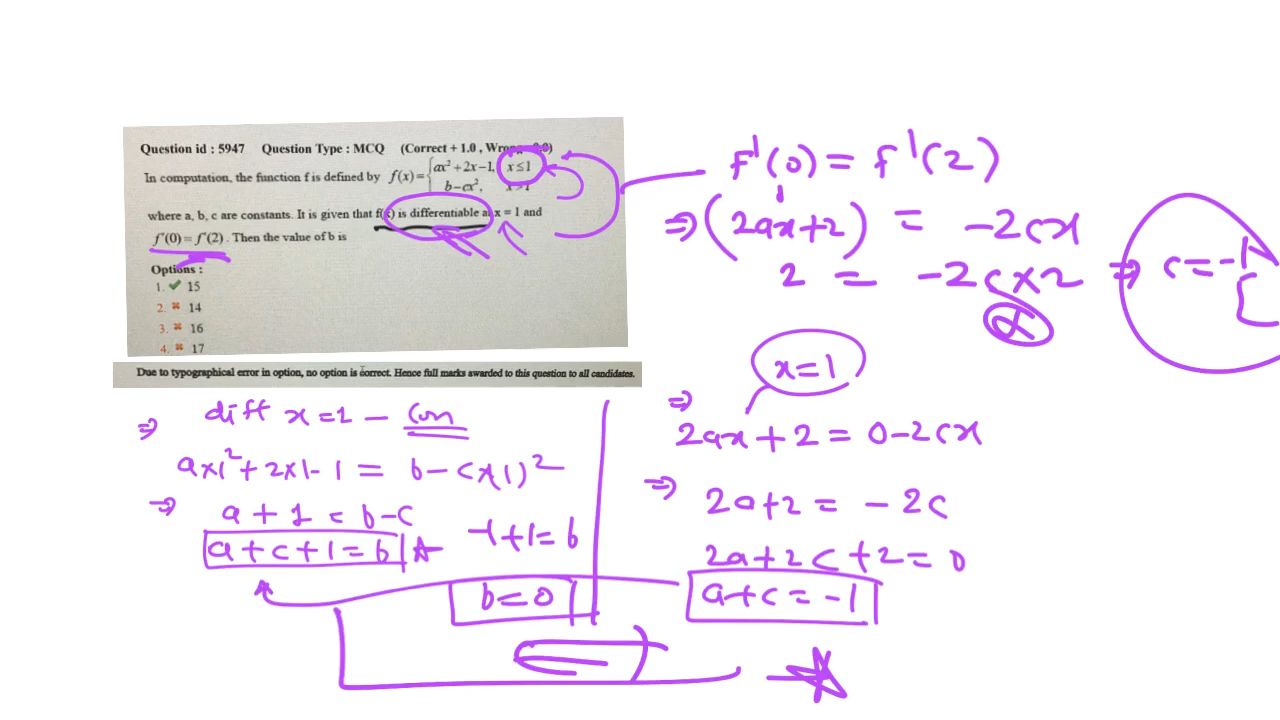 Question id : 5947 Question Type : MCQ (Correct + 1.0 , Wrong - 0.0)
In computation, the function f is defined by f(x) = { ax² + 2x − 1, x ≤ 1
b − cx², x > 1
where a, b, c are constants. It is given that f(x) is differentiable at x = 1 and
f'(0) = f'(2). Then the value of b is
Options :
1. ✔ 15
2. ✖ 14
3. ✖ 16
4. ✖ 17
Due to typographical error in option, no option is correct. Hence full marks awarded to this question to all candidates.
f'(0) = f'(2)
⇒ (2ax+2) = -2cx
2 = -2c×2 ⇒ c = -1
2
⇒ diff x=1 – Con
a×1² + 2×1 - 1 = b - c×(1)²
⇒ a + 1 = b - c
a + c + 1 = b
-1+1 = b
b = 0
x=1
⇒
2ax + 2 = 0 - 2cx
⇒ 2a+2 = - 2c
2a + 2c + 2 = 0
a + c = -1